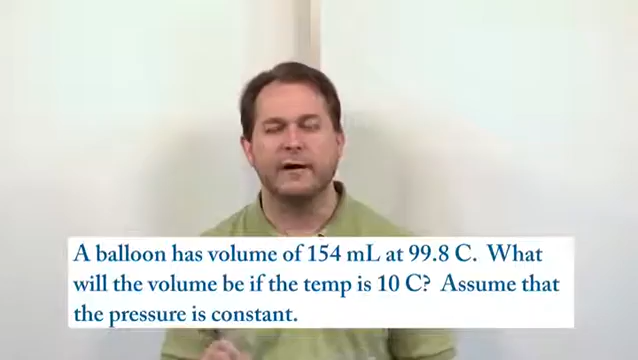 A balloon has volume of 154 mL at 99.8 C.  What
will the volume be if the temp is 10 C?  Assume that
the pressure is constant.